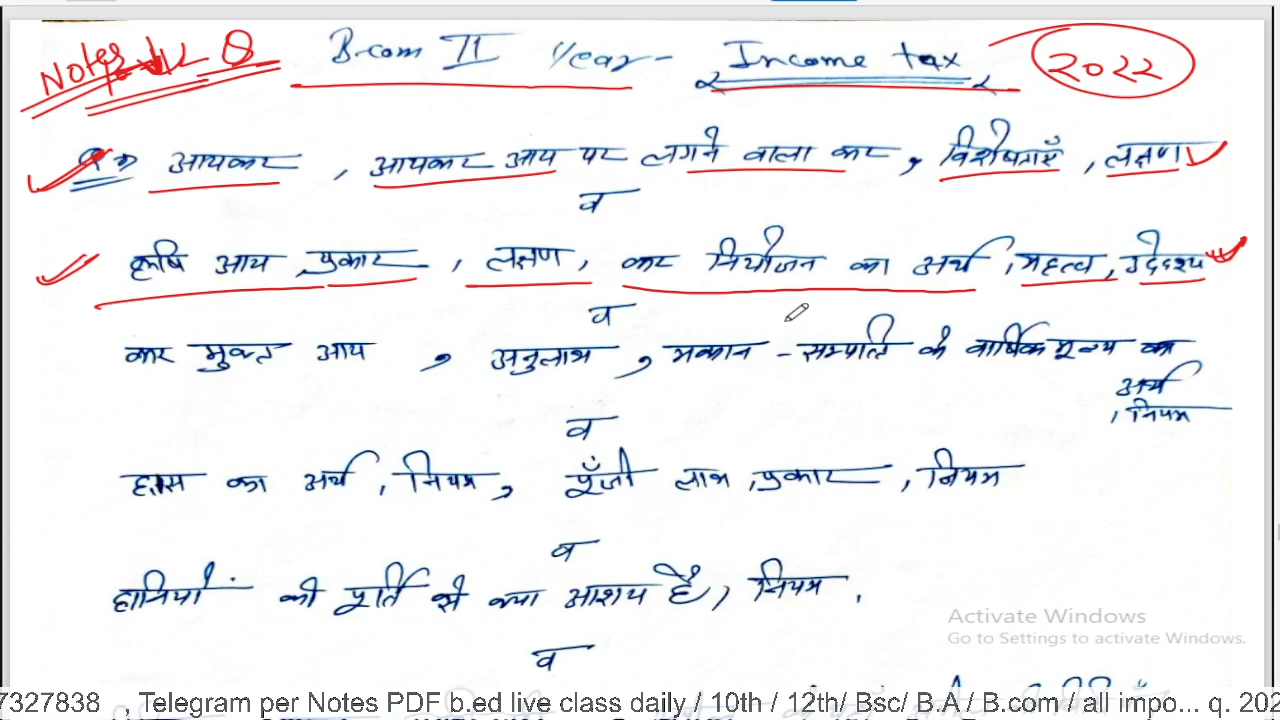 Notes B.com II Year - Income tax 2022
आयकर , आयकर आय पर लगने वाला कर , विशेषताएँ , लक्षण
व
कृषि आय प्रकार , लक्षण , कर नियोजन का अर्थ , महत्व , उद्देश्य
व
कर मुक्त आय , अनुलाभ , मकान - सम्पत्ति के वार्षिक मूल्य का
अर्थ
, नियम
व
ह्रास का अर्थ , नियम , पूँजी लाभ , प्रकार , नियम
व
हानियों की पूर्ति से क्या आशय है , नियम .
व
Activate Windows
Go to Settings to activate Windows.
7327838 , Telegram per Notes PDF b.ed live class daily / 10th / 12th/ Bsc/ B.A / B.com / all impo... q. 202